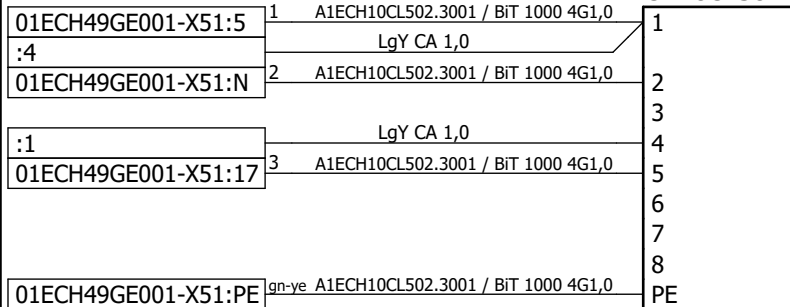 01ECH49GE001-X51:5 1 A1ECH10CL502.3001 / BiT 1000 4G1,0 1
:4 LgY CA 1,0
01ECH49GE001-X51:N 2 A1ECH10CL502.3001 / BiT 1000 4G1,0 2
3
:1 LgY CA 1,0 4
01ECH49GE001-X51:17 3 A1ECH10CL502.3001 / BiT 1000 4G1,0 5
6
7
8
01ECH49GE001-X51:PE gn-ye A1ECH10CL502.3001 / BiT 1000 4G1,0 PE